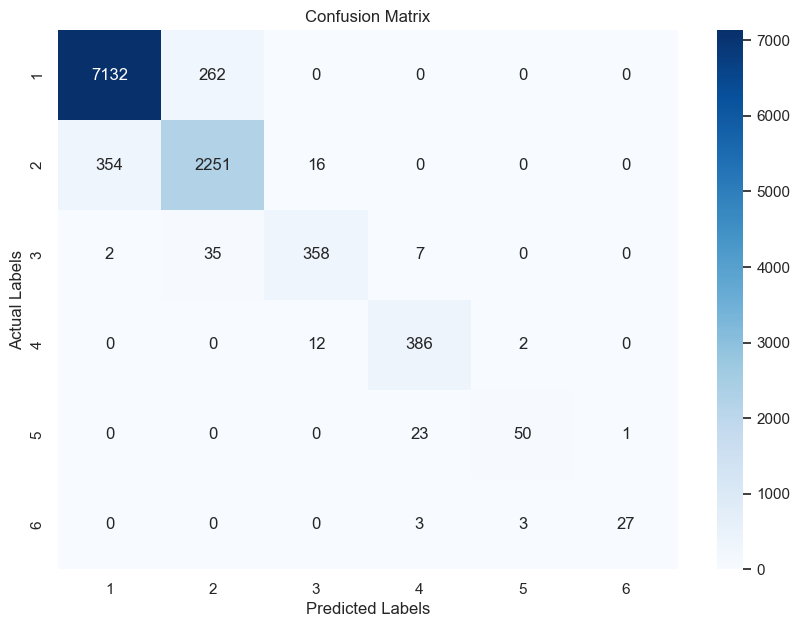 Confusion Matrix
Actual Labels
1 7132 262 0 0 0 0
2 354 2251 16 0 0 0
3 2 35 358 7 0 0
4 0 0 12 386 2 0
5 0 0 0 23 50 1
6 0 0 0 3 3 27
1 2 3 4 5 6
Predicted Labels
7000
6000
5000
4000
3000
2000
1000
0